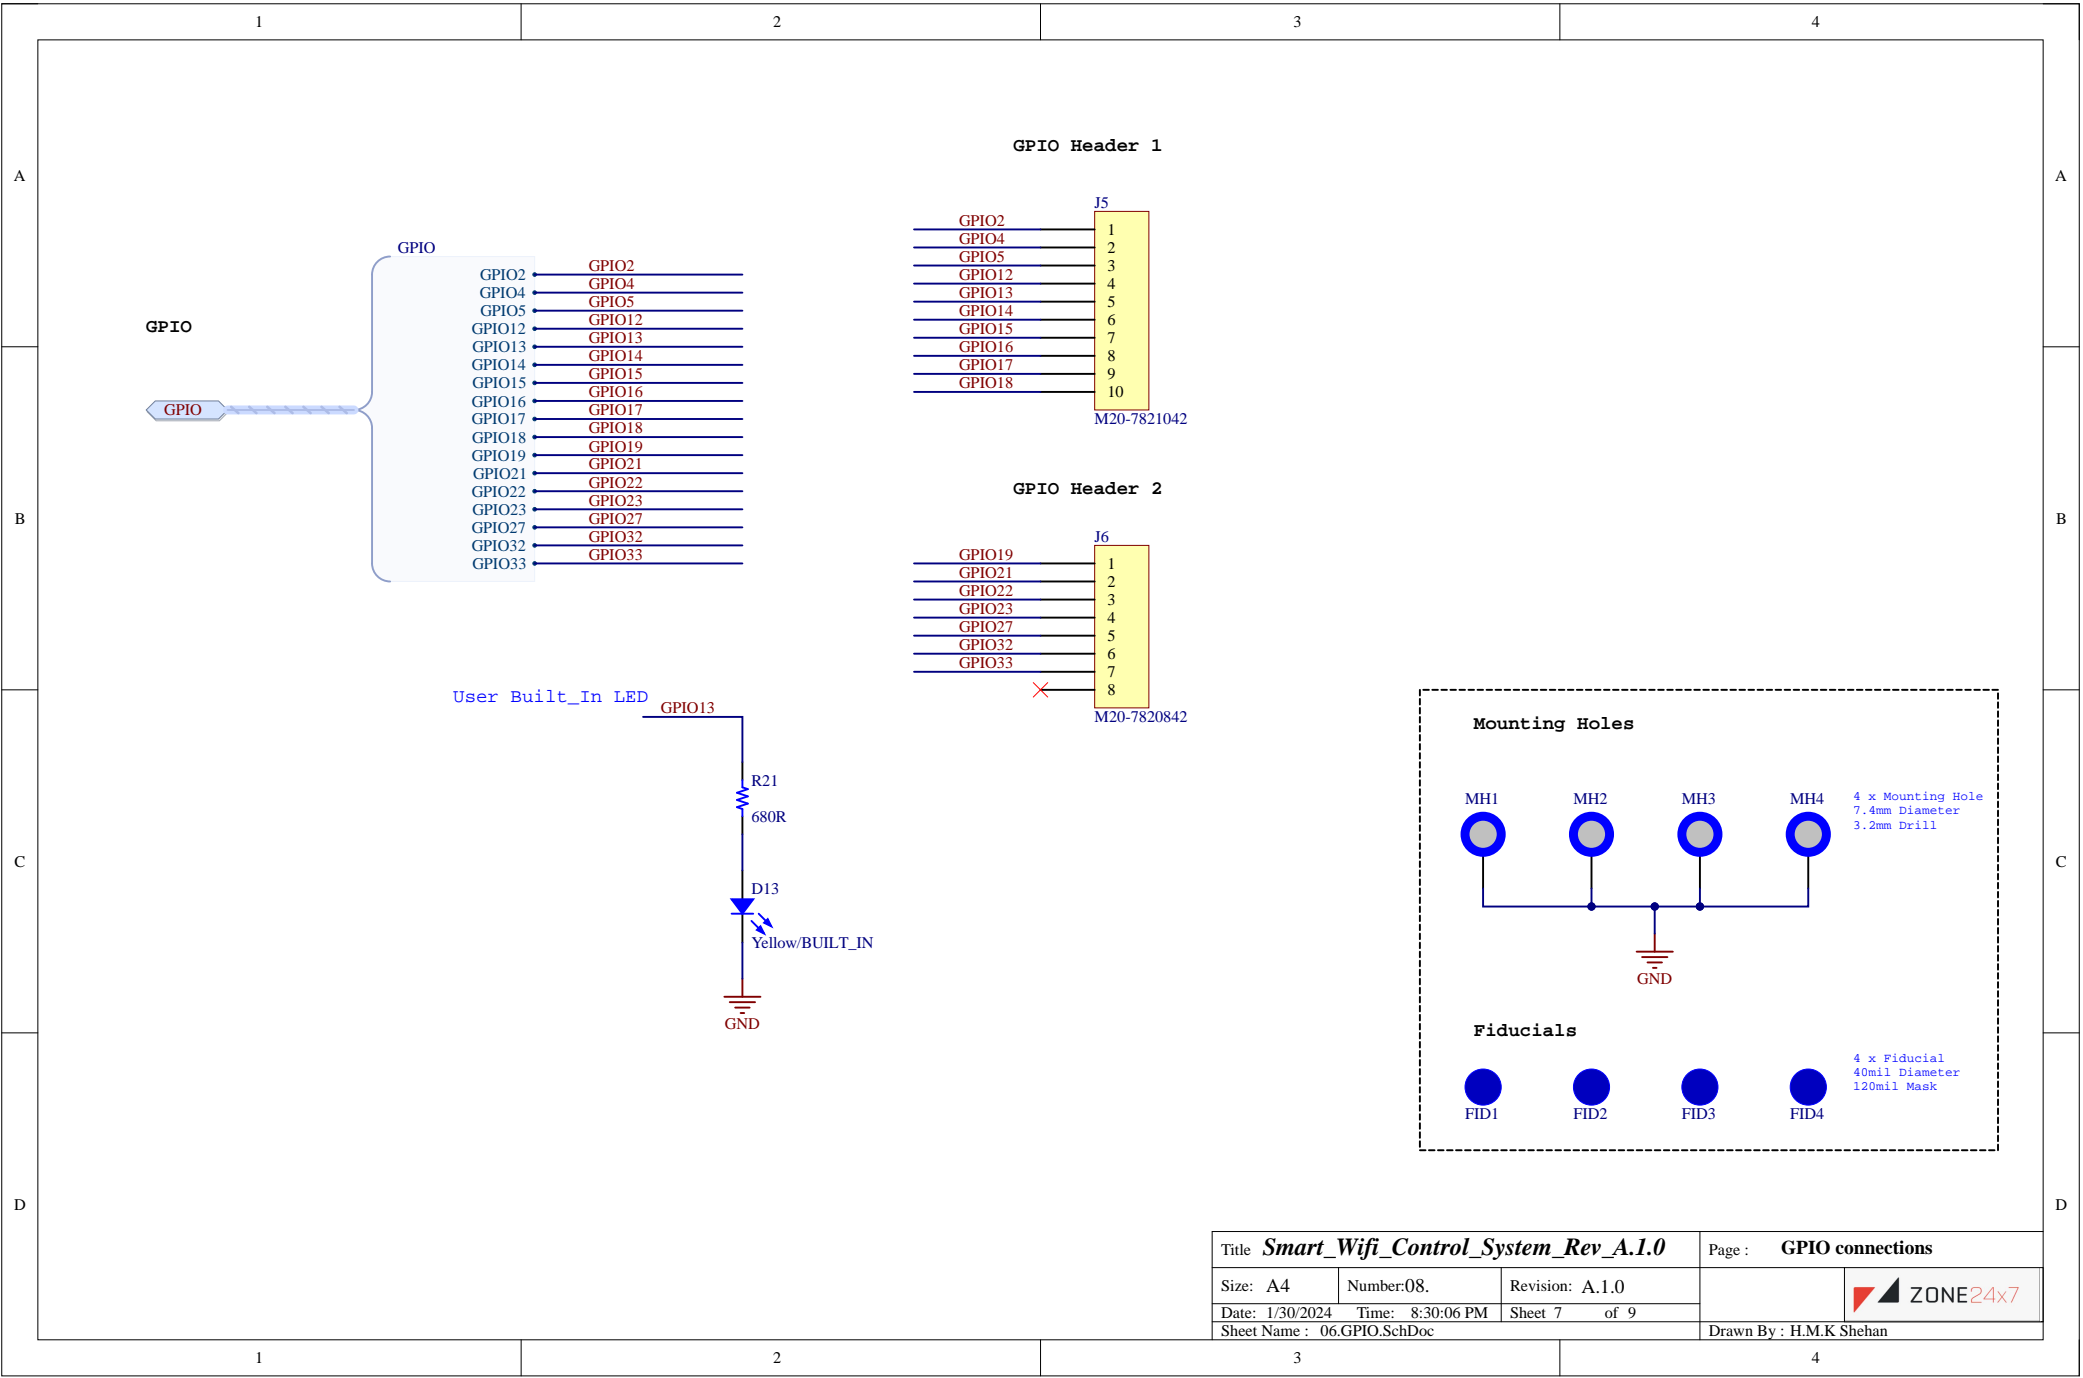 1 2 3 4
A A
B B
C C
D D
GPIO
GPIO
GPIO
GPIO2 GPIO2
GPIO4 GPIO4
GPIO5 GPIO5
GPIO12 GPIO12
GPIO13 GPIO13
GPIO14 GPIO14
GPIO15 GPIO15
GPIO16 GPIO16
GPIO17 GPIO17
GPIO18 GPIO18
GPIO19 GPIO19
GPIO21 GPIO21
GPIO22 GPIO22
GPIO23 GPIO23
GPIO27 GPIO27
GPIO32 GPIO32
GPIO33 GPIO33
GPIO Header 1
J5
GPIO2 1
GPIO4 2
GPIO5 3
GPIO12 4
GPIO13 5
GPIO14 6
GPIO15 7
GPIO16 8
GPIO17 9
GPIO18 10
M20-7821042
GPIO Header 2
J6
GPIO19 1
GPIO21 2
GPIO22 3
GPIO23 4
GPIO27 5
GPIO32 6
GPIO33 7
8
M20-7820842
User Built_In LED
GPIO13
R21
680R
D13
Yellow/BUILT_IN
GND
Mounting Holes
MH1 MH2 MH3 MH4
4 x Mounting Hole
7.4mm Diameter
3.2mm Drill
GND
Fiducials
4 x Fiducial
40mil Diameter
120mil Mask
FID1 FID2 FID3 FID4
Title Smart_Wifi_Control_System_Rev_A.1.0 Page : GPIO connections
Size: A4 Number:08. Revision: A.1.0
ZONE24x7
Date: 1/30/2024 Time: 8:30:06 PM Sheet 7 of 9
Sheet Name : 06.GPIO.SchDoc Drawn By : H.M.K Shehan
1 2 3 4